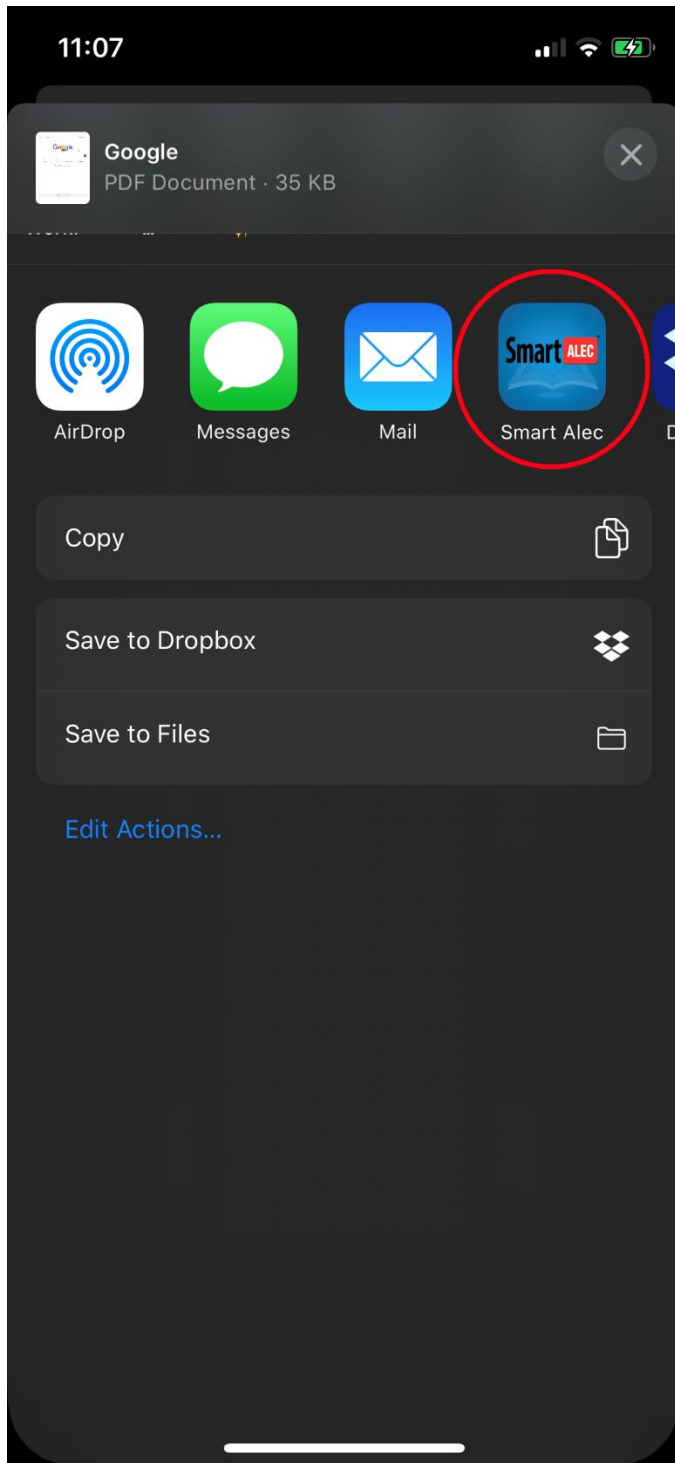 11:07
Google
PDF Document · 35 KB
Google
Smart ALEC
AirDrop
Messages
Mail
Smart Alec
D
Copy
Save to Dropbox
Save to Files
Edit Actions...